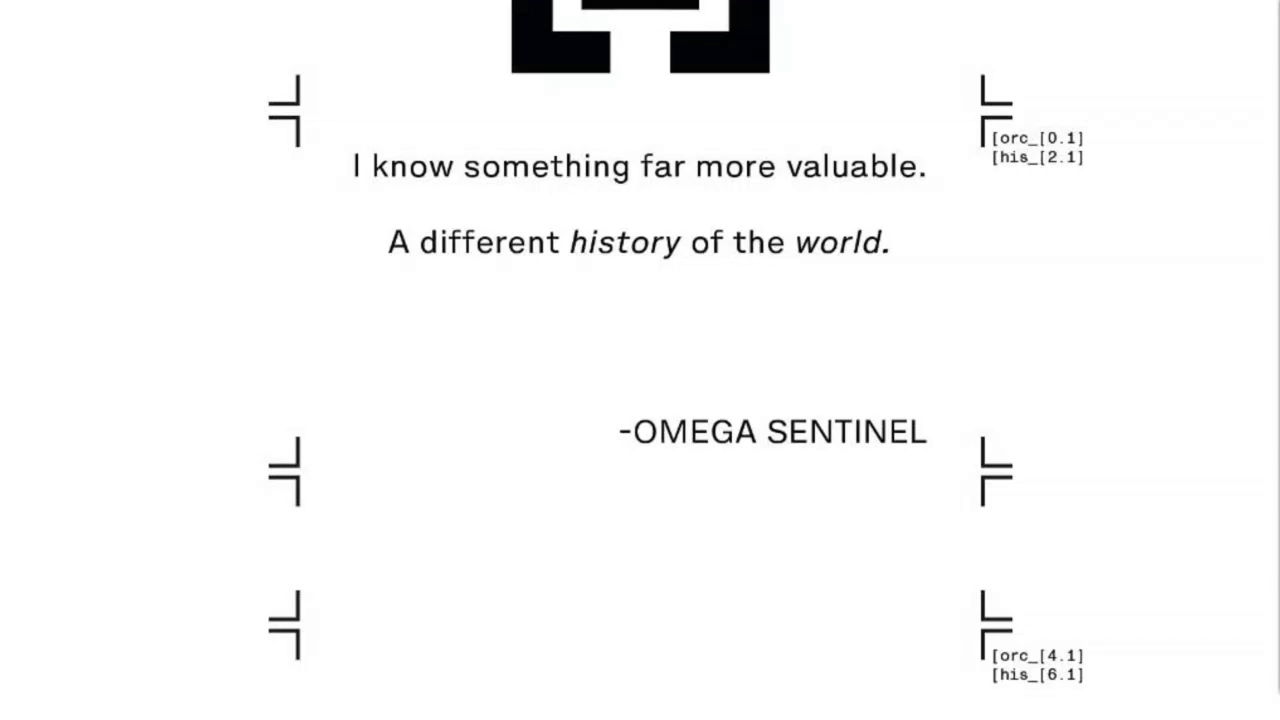 [orc_[0.1]
[his_[2.1]
I know something far more valuable.
A different history of the world.
-OMEGA SENTINEL
[orc_[4.1]
[his_[6.1]